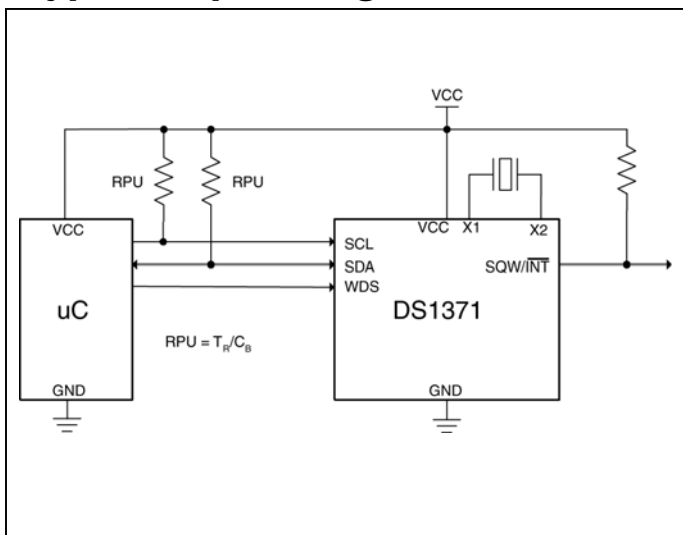 VCC
RPU
RPU
VCC
VCC
X1
X2
SCL
SDA
SQW/INT
WDS
uC
DS1371
RPU = TR/CB
GND
GND